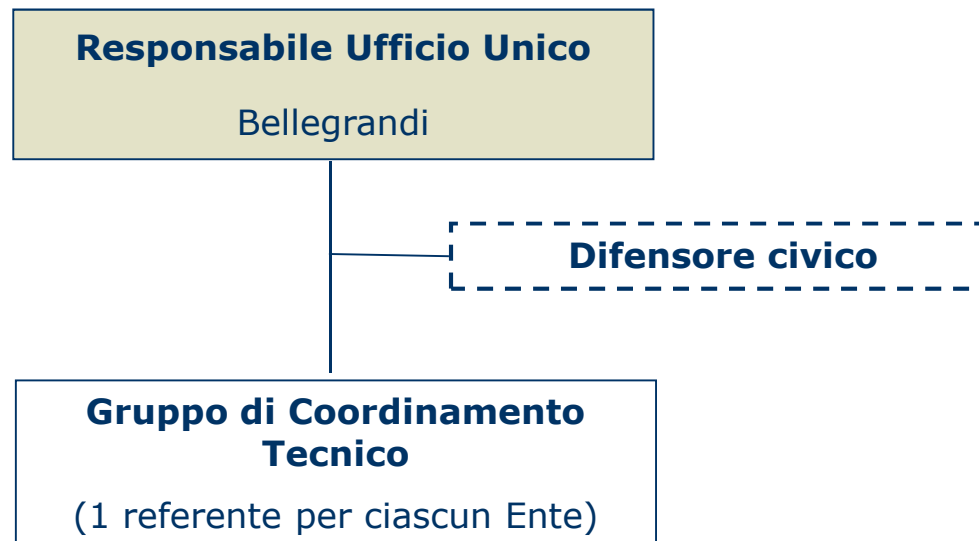 Responsabile Ufficio Unico
Bellegrandi
Difensore civico
Gruppo di Coordinamento
Tecnico
(1 referente per ciascun Ente)